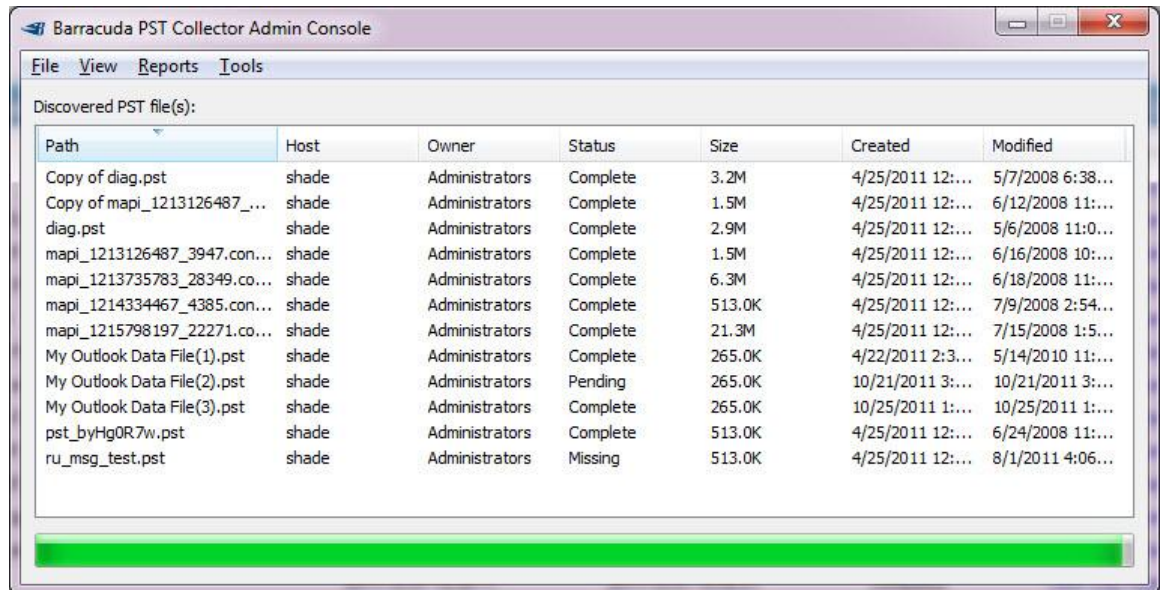 Barracuda PST Collector Admin Console
File View Reports Tools
Discovered PST file(s):
Path Host Owner Status Size Created Modified
Copy of diag.pst shade Administrators Complete 3.2M 4/25/2011 12:... 5/7/2008 6:38...
Copy of mapi_1213126487_... shade Administrators Complete 1.5M 4/25/2011 12:... 6/12/2008 11:...
diag.pst shade Administrators Complete 2.9M 4/25/2011 12:... 5/6/2008 11:0...
mapi_1213126487_3947.con... shade Administrators Complete 1.5M 4/25/2011 12:... 6/16/2008 10:...
mapi_1213735783_28349.co... shade Administrators Complete 6.3M 4/25/2011 12:... 6/18/2008 11:...
mapi_1214334467_4385.con... shade Administrators Complete 513.0K 4/25/2011 12:... 7/9/2008 2:54...
mapi_1215798197_22271.co... shade Administrators Complete 21.3M 4/25/2011 12:... 7/15/2008 1:5...
My Outlook Data File(1).pst shade Administrators Complete 265.0K 4/22/2011 2:3... 5/14/2010 11:...
My Outlook Data File(2).pst shade Administrators Pending 265.0K 10/21/2011 3:... 10/21/2011 3:...
My Outlook Data File(3).pst shade Administrators Complete 265.0K 10/25/2011 1:... 10/25/2011 1:...
pst_byHg0R7w.pst shade Administrators Complete 513.0K 4/25/2011 12:... 6/24/2008 11:...
ru_msg_test.pst shade Administrators Missing 513.0K 4/25/2011 12:... 8/1/2011 4:06...